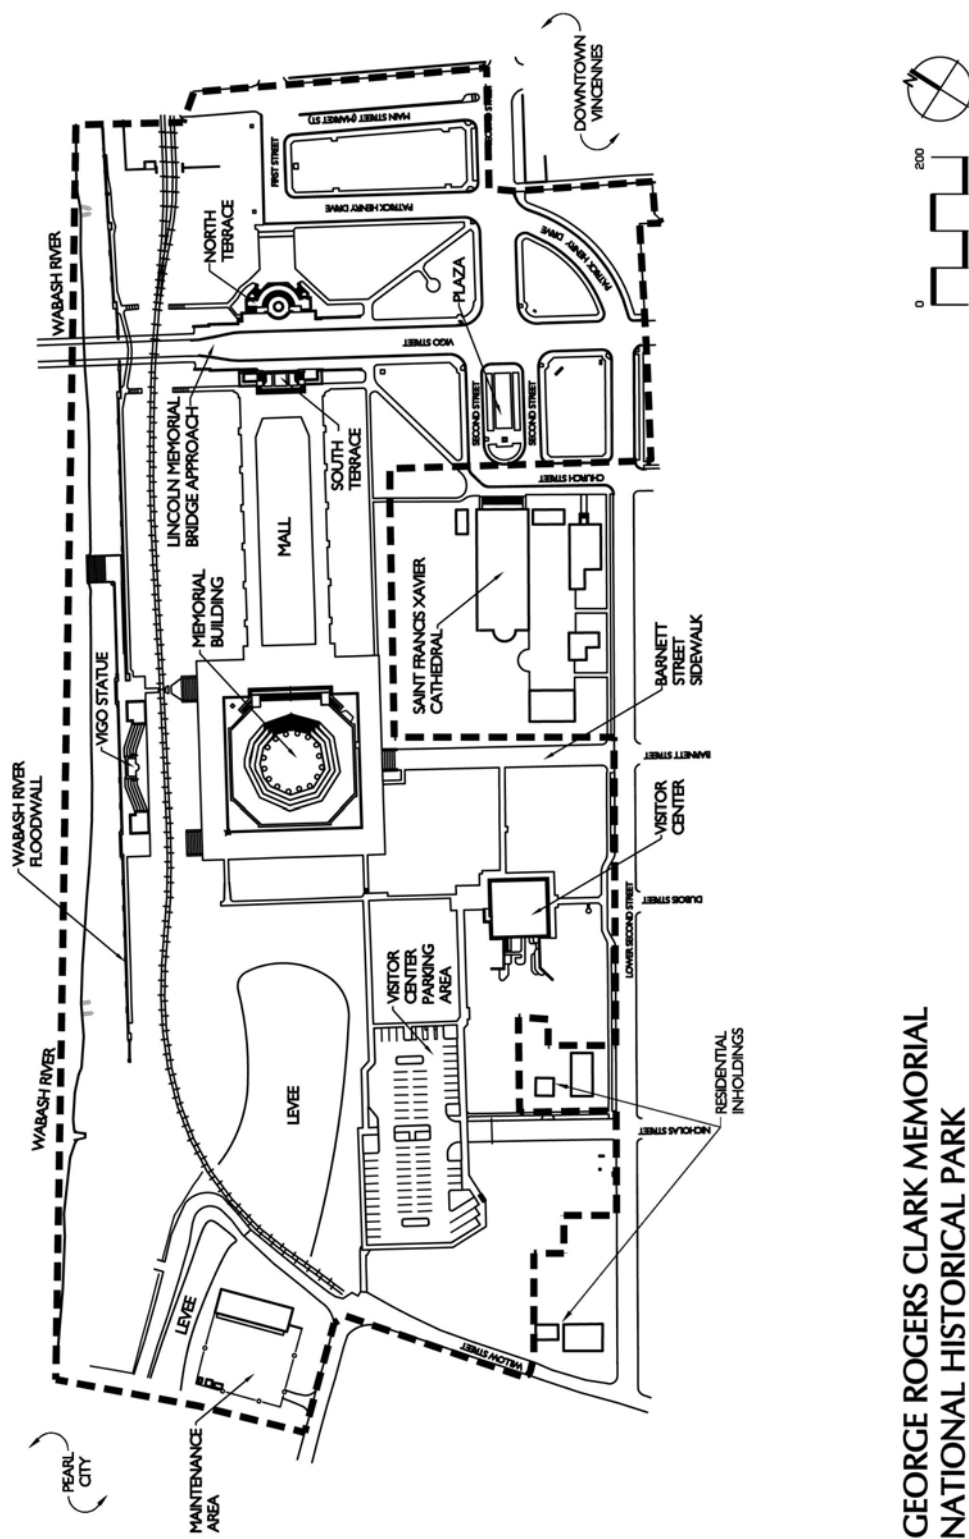 PEARL
CITY
MAINTENANCE
AREA
LEVEE
WABASH RIVER
WABASH RIVER
FLOODWALL
LEVEE
WILLOW STREET
VISITOR
CENTER
PARKING
AREA
RESIDENTIAL
INHOLDINGS
NICHOLAS STREET
VIGO STATUE
MEMORIAL
BUILDING
VISITOR
CENTER
DUBOIS STREET
LOWER SECOND STREET
BARNETT STREET
BARNETT
STREET
SIDEWALK
SAINT FRANCIS XAVIER
CATHEDRAL
MALL
LINCOLN MEMORIAL
BRIDGE APPROACH
SOUTH
TERRACE
CHURCH STREET
SECOND STREET
SECOND STREET
PLAZA
VIGO STREET
WABASH RIVER
NORTH
TERRACE
PATRICK HENRY DRIVE
PATRICK HENRY DRIVE
FIRST STREET
MAIN STREET (MARKET ST.)
SECOND STREET
DOWNTOWN
VINCENNES
GEORGE ROGERS CLARK MEMORIAL
NATIONAL HISTORICAL PARK
0
200
N